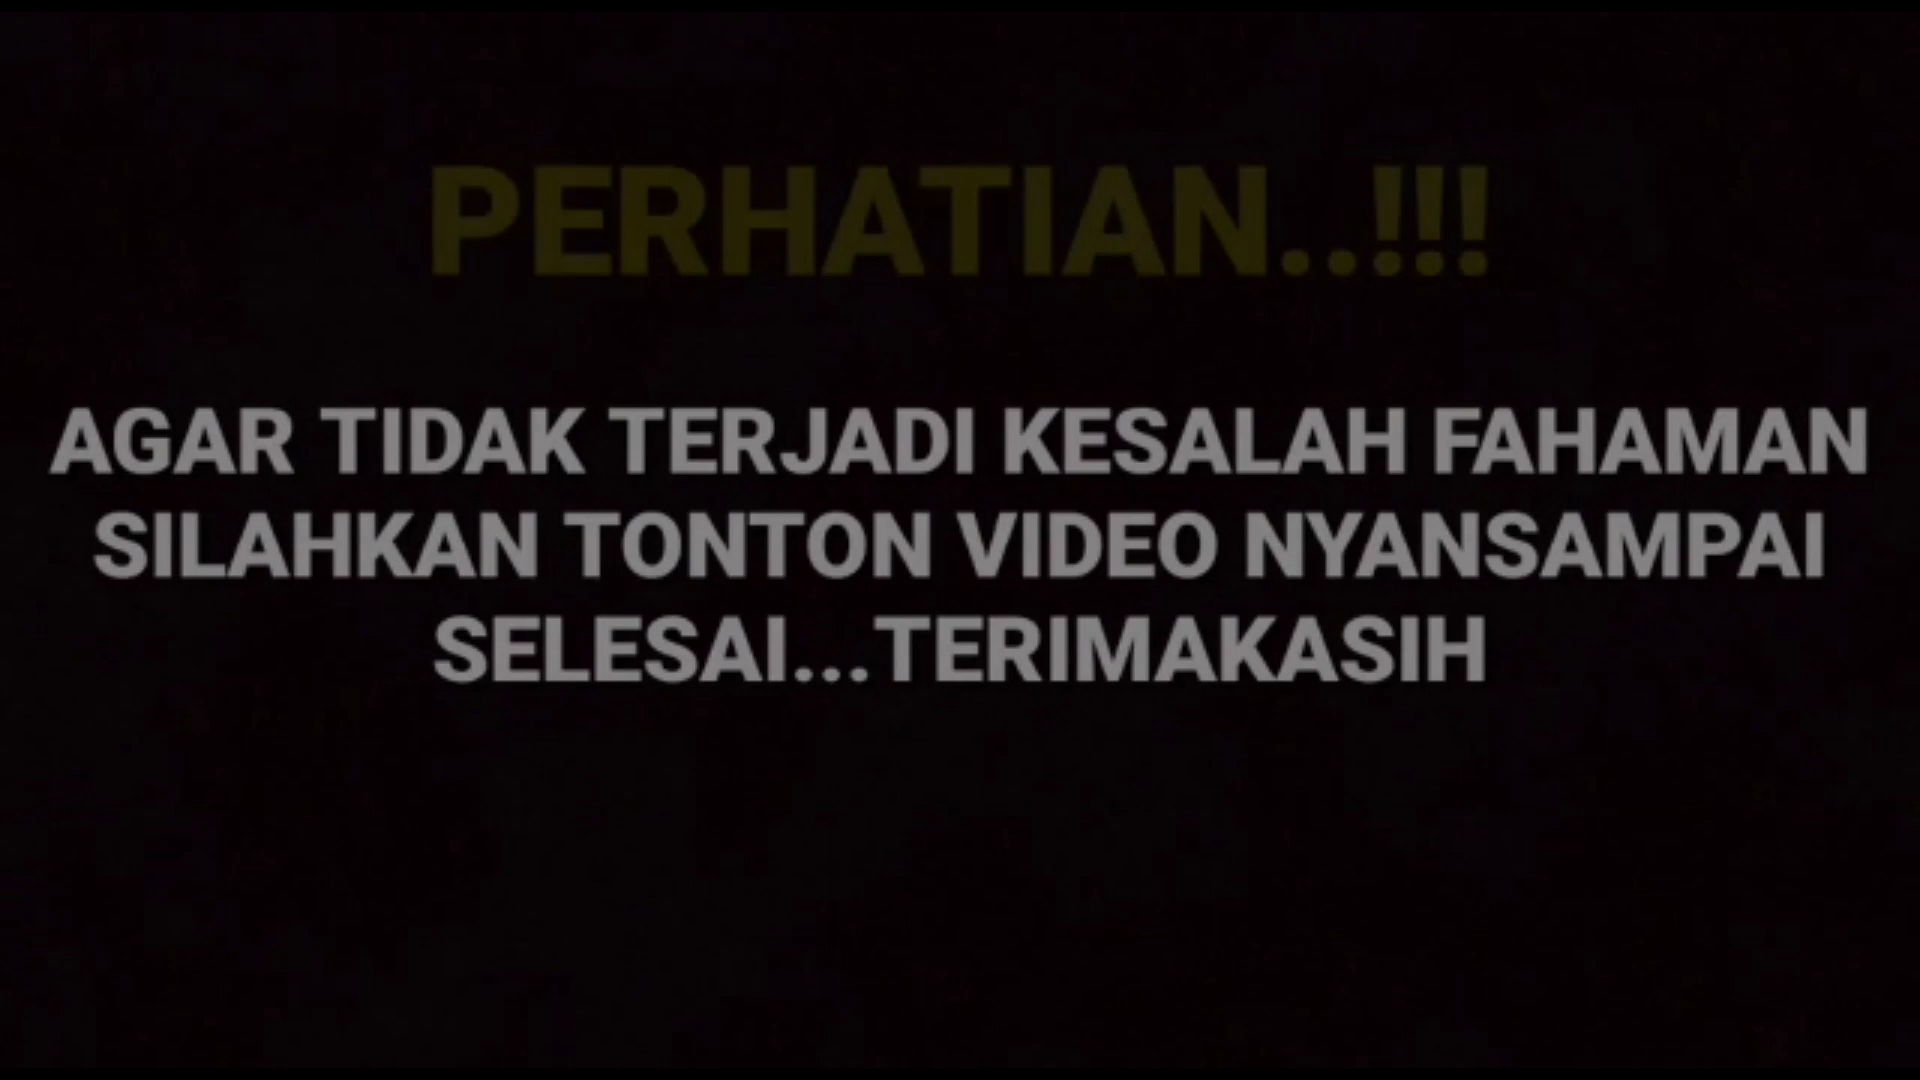 PERHATIAN..!!!
AGAR TIDAK TERJADI KESALAH FAHAMAN
SILAHKAN TONTON VIDEO NYANSAMPAI
SELESAI...TERIMAKASIH